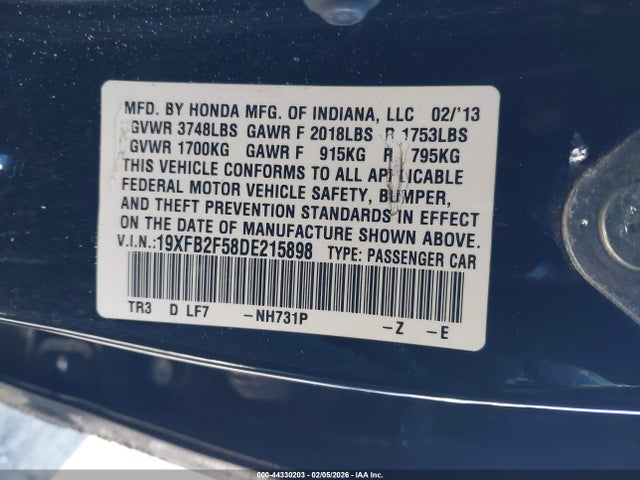 MFD. BY HONDA MFG. OF INDIANA, LLC 02/'13
GVWR 3748LBS GAWR F 2018LBS R 1753LBS
GVWR 1700KG GAWR F 915KG R 795KG
THIS VEHICLE CONFORMS TO ALL APPLICABLE
FEDERAL MOTOR VEHICLE SAFETY, BUMPER,
AND THEFT PREVENTION STANDARDS IN EFFECT
ON THE DATE OF MANUFACTURE SHOWN ABOVE.
V.I.N.:19XFB2F58DE215898 TYPE: PASSENGER CAR
TR3 D LF7 -NH731P -Z -E
000-44330203 - 02/05/2026 - IAA Inc.